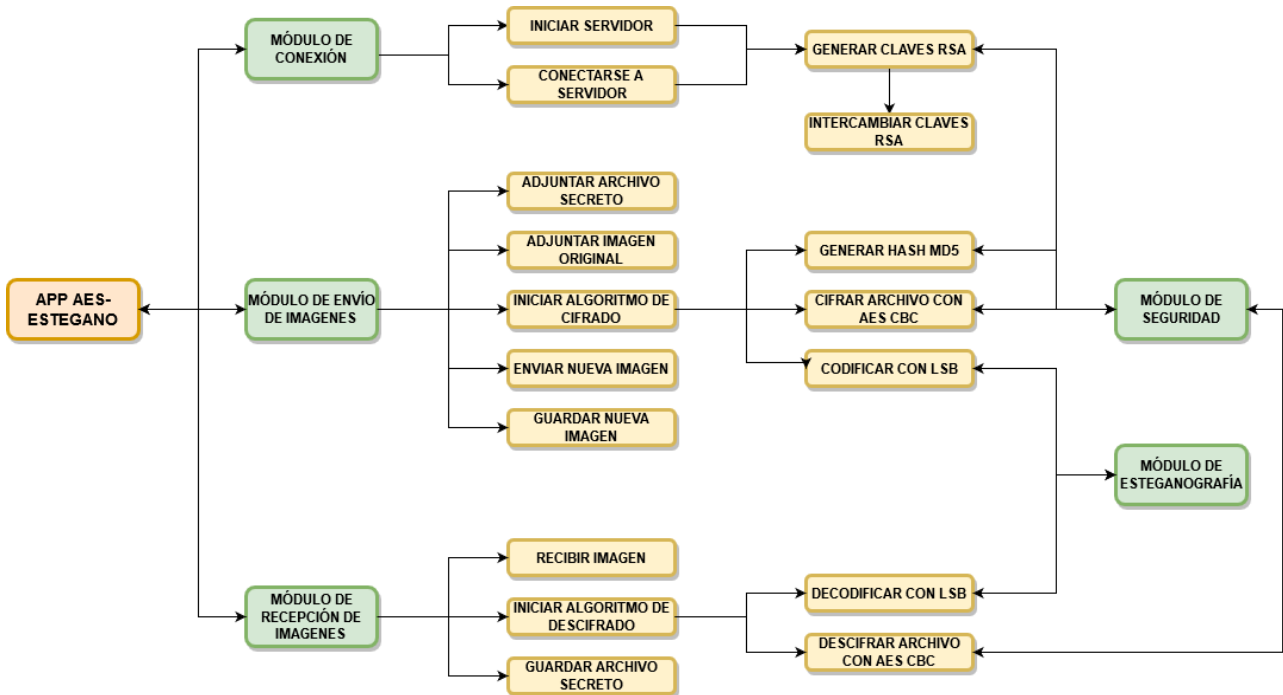 APP AES-
ESTEGANO
MÓDULO DE
CONEXIÓN
INICIAR SERVIDOR
CONECTARSE A
SERVIDOR
GENERAR CLAVES RSA
INTERCAMBIAR CLAVES
RSA
MÓDULO DE ENVÍO
DE IMAGENES
ADJUNTAR ARCHIVO
SECRETO
ADJUNTAR IMAGEN
ORIGINAL
INICIAR ALGORITMO DE
CIFRADO
ENVIAR NUEVA IMAGEN
GUARDAR NUEVA
IMAGEN
GENERAR HASH MD5
CIFRAR ARCHIVO CON
AES CBC
CODIFICAR CON LSB
MÓDULO DE
SEGURIDAD
MÓDULO DE
ESTEGANOGRAFÍA
MÓDULO DE
RECEPCIÓN DE
IMAGENES
RECIBIR IMAGEN
INICIAR ALGORITMO DE
DESCIFRADO
GUARDAR ARCHIVO
SECRETO
DECODIFICAR CON LSB
DESCIFRAR ARCHIVO
CON AES CBC